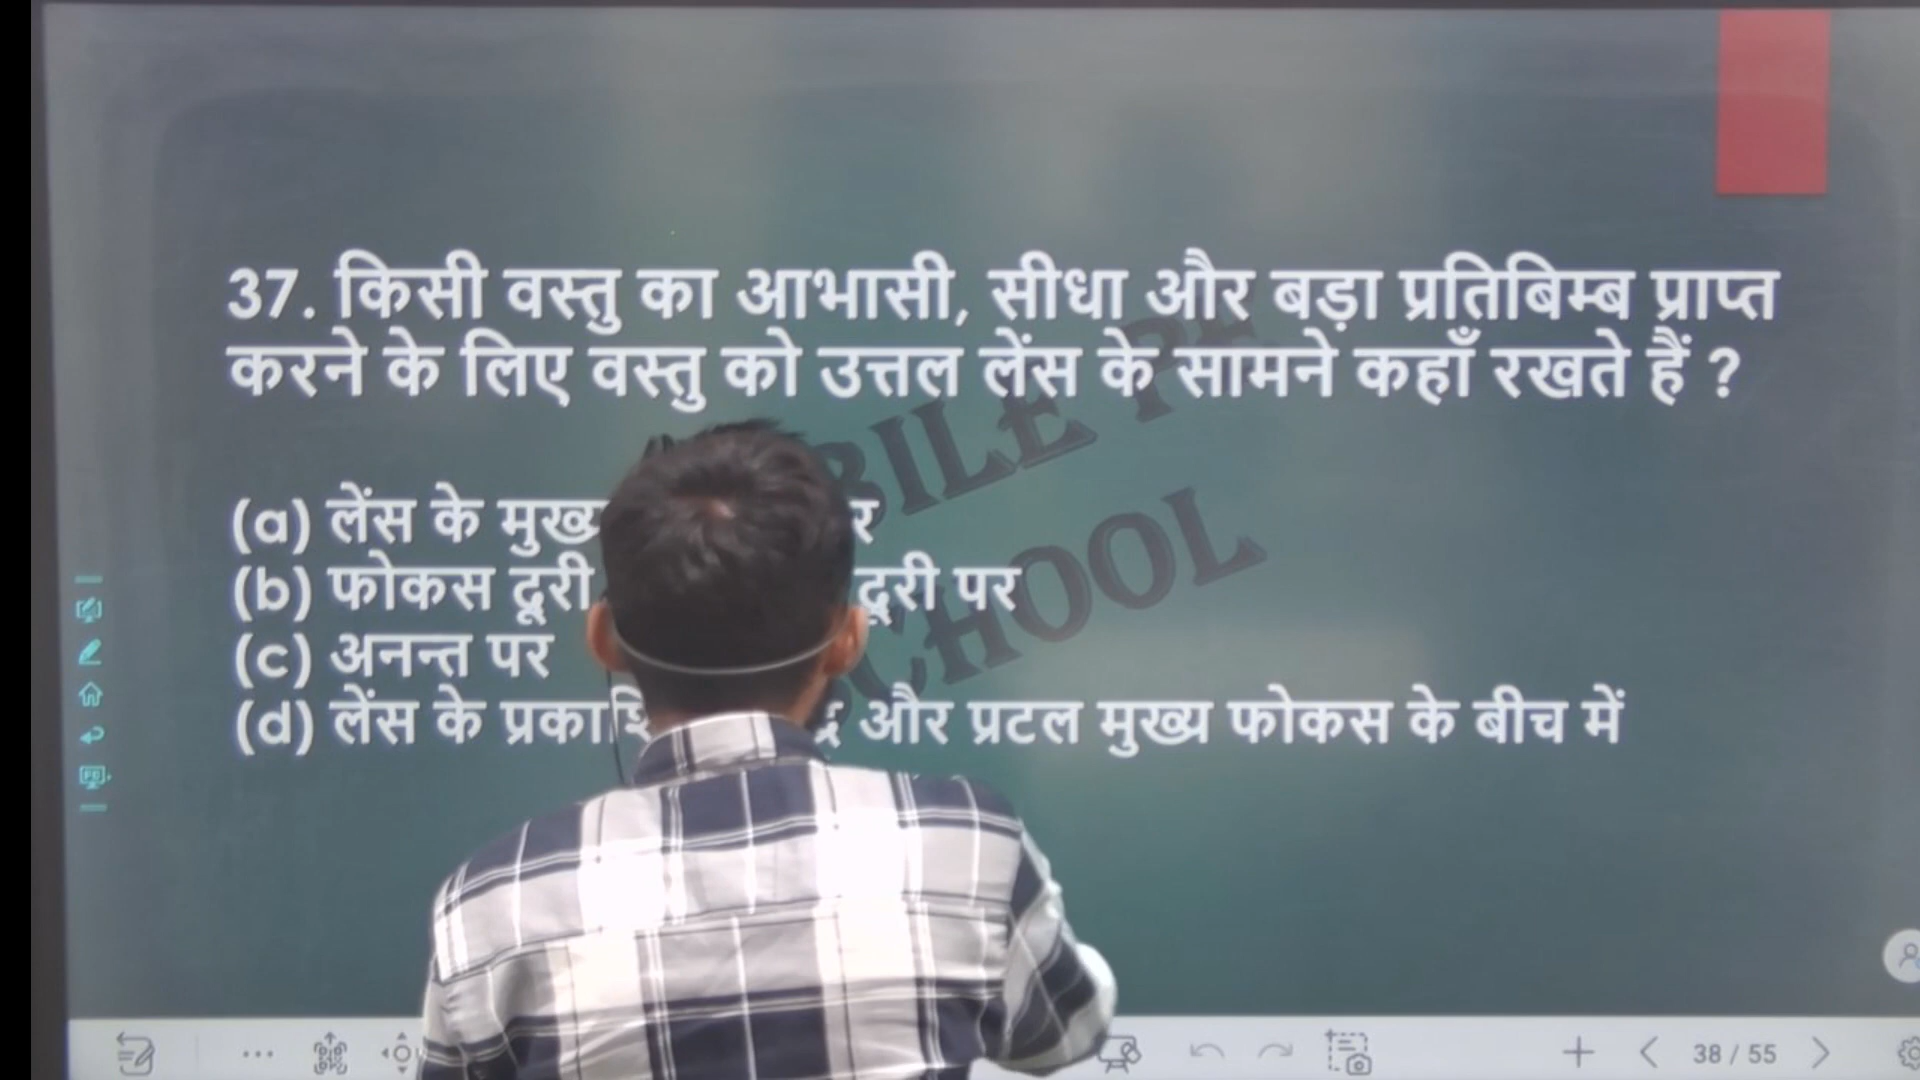 37. किसी वस्तु का आभासी, सीधा और बड़ा प्रतिबिम्ब प्राप्त
करने के लिए वस्तु को उत्तल लेंस के सामने कहाँ रखते हैं ?
(a) लेंस के मुख्य
(b) फोकस दूरी दूरी पर
(c) अनन्त पर
(d) लेंस के और प्रटल मुख्य फोकस के बीच में
SCHOOL
38 / 55